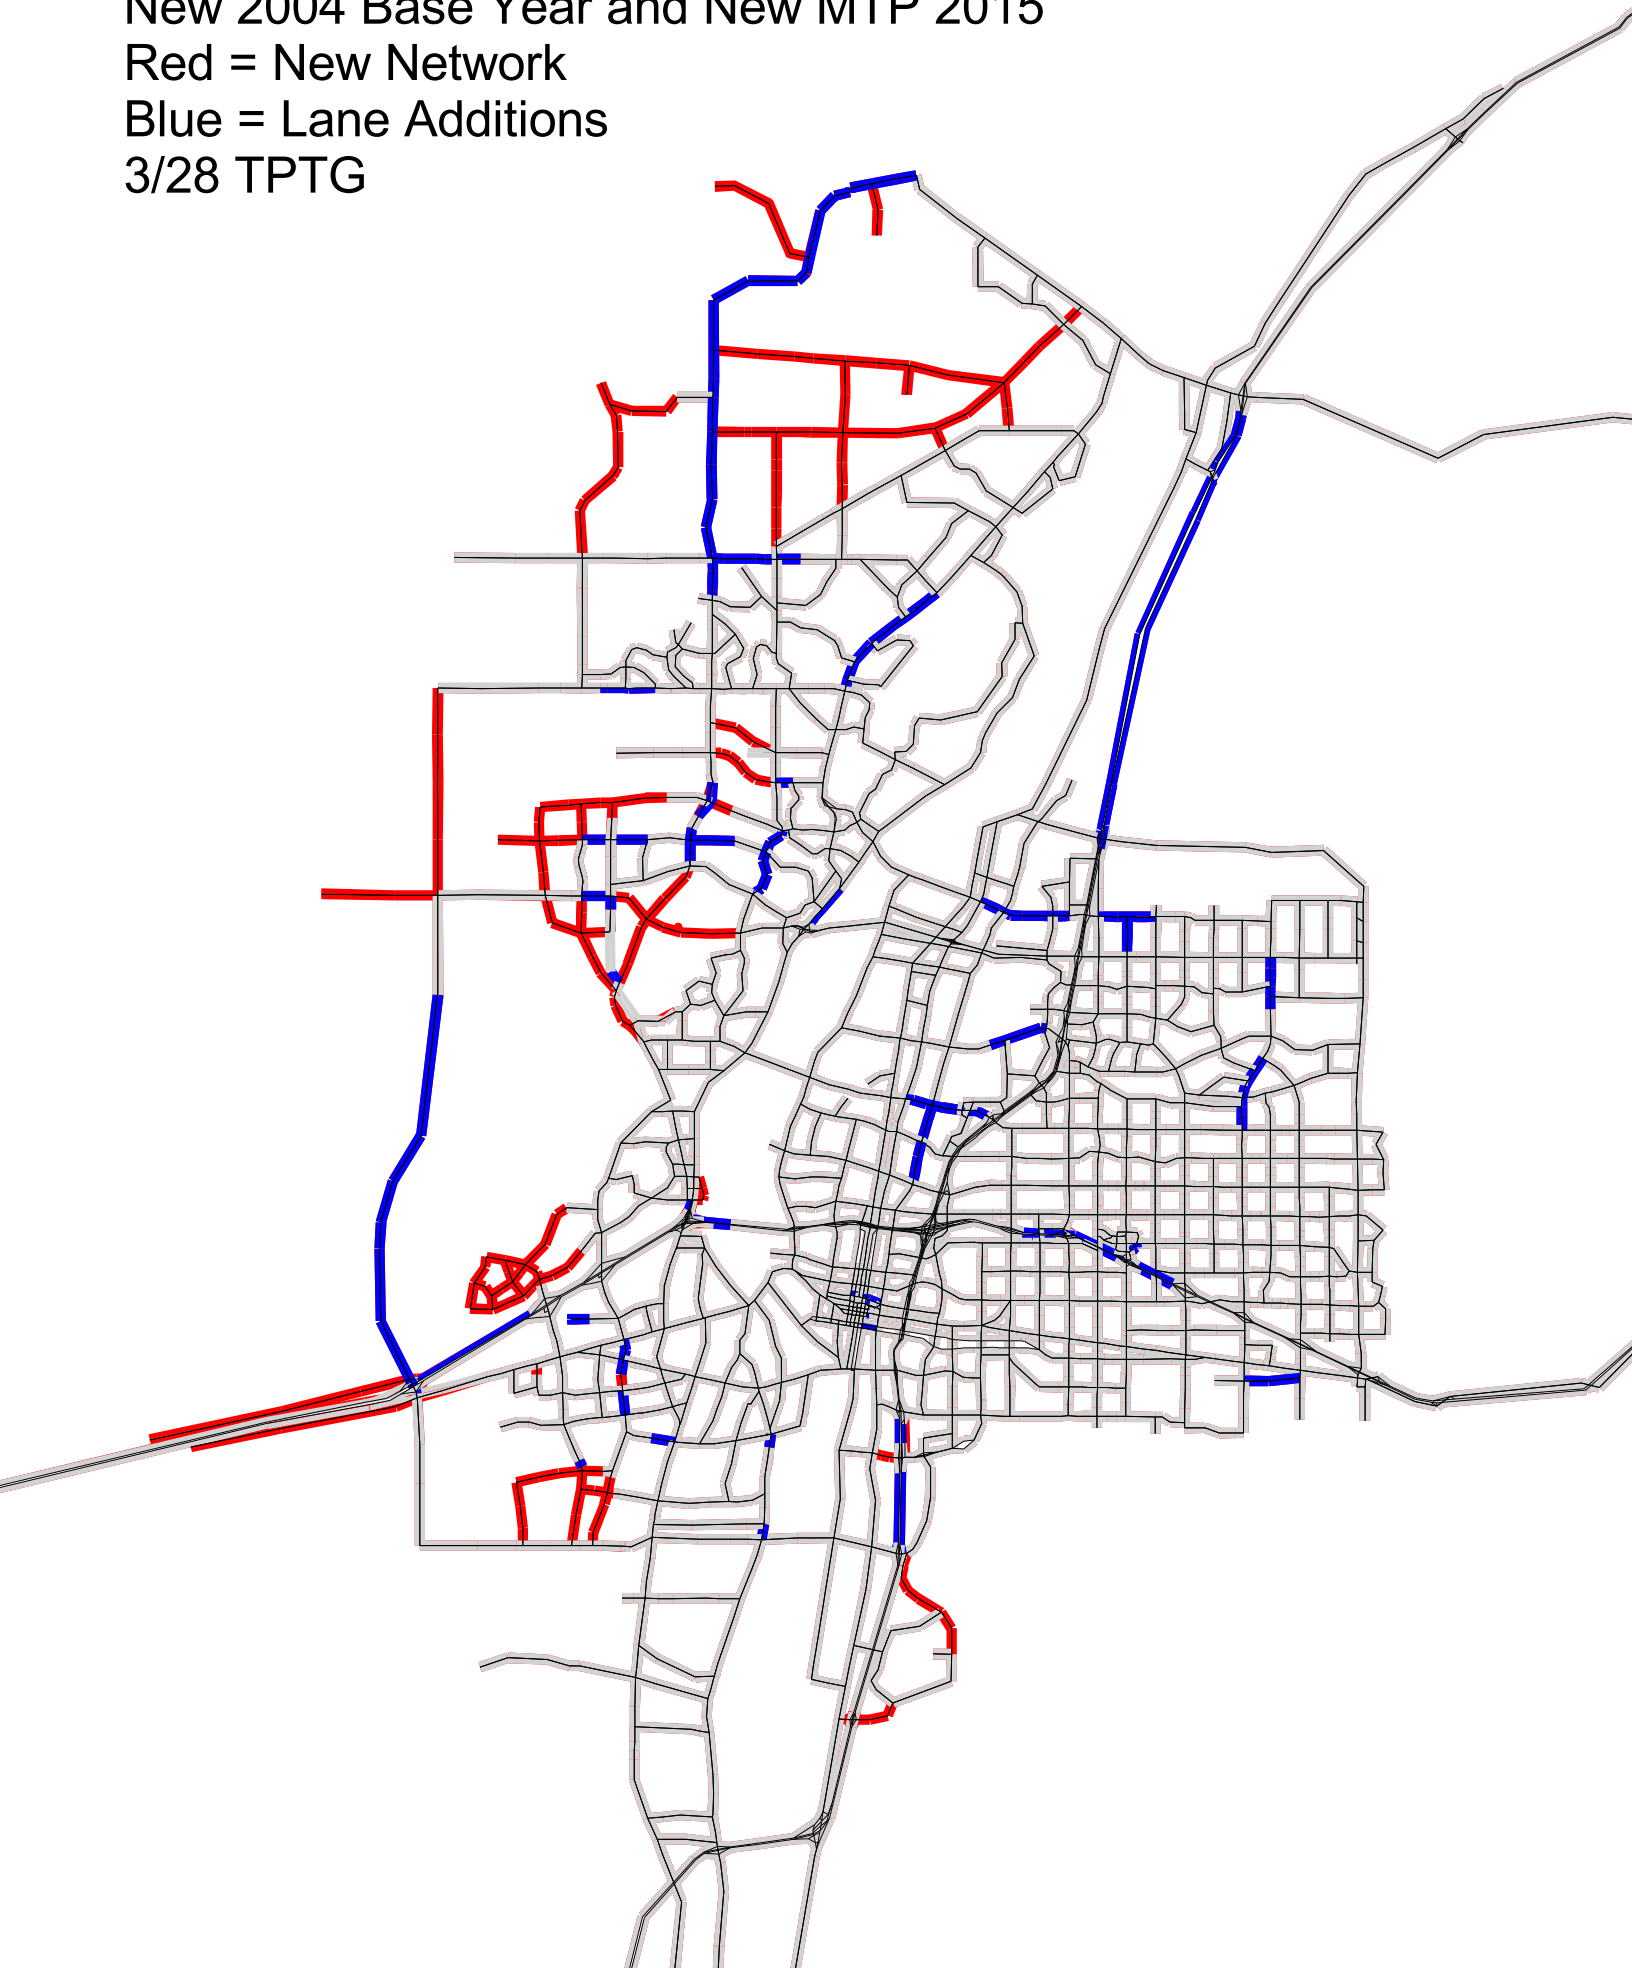 New 2004 Base Year and New MTP 2015
Red = New Network
Blue = Lane Additions
3/28 TPTG